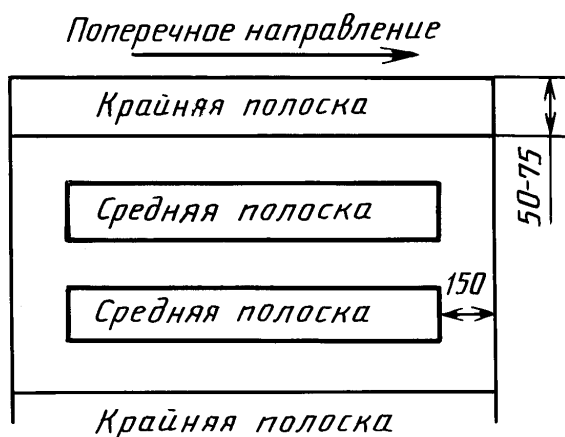 Поперечное направление
Крайняя полоска
50-75
Средняя полоска
Средняя полоска
150
Крайняя полоска